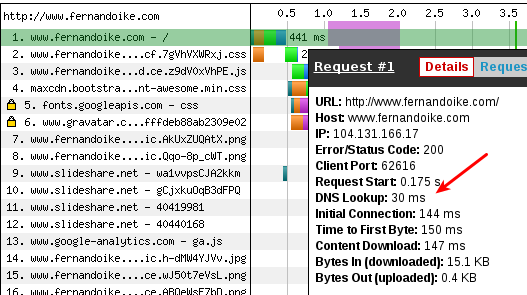 http://www.fernandoike.com
0.5 1.0 1.5 2.0 2.5 3.0 3.5
1. www.fernandoike.com - /
441 ms
2. www.fernandoike....cf.7gVhVXWRxj.css
3. www.fernandoike....d.ce.z9dVOxVhPE.js
4. maxcdn.bootstra...nt-awesome.min.css
5. fonts.googleapis.com - css
6. www.gravatar.c...fffdeb88ab2309e02
7. www.fernandoike....ic.AkUxZUQAtX.png
8. www.fernandoike....ic.Qqo-8p_cWT.png
9. www.slideshare.net - wa1vvpsCJA2kkm
10. www.slideshare.net - gCjxkuOqB3dFPQ
11. www.slideshare.net - 40419981
12. www.slideshare.net - 40440168
13. www.google-analytics.com - ga.js
14. www.fernandoike....ic.h-dMW4YJVv.jpg
15. www.fernandoike....ce.wJ50t7eVsL.png
16. www.fernandoike....ce.ABOeWsF7bD.png
Request #1
Details
Reques
URL: http://www.fernandoike.com/
Host: www.fernandoike.com
IP: 104.131.166.17
Error/Status Code: 200
Client Port: 62616
Request Start: 0.175 s
DNS Lookup: 30 ms
Initial Connection: 144 ms
Time to First Byte: 150 ms
Content Download: 147 ms
Bytes In (downloaded): 15.1 KB
Bytes Out (uploaded): 0.4 KB